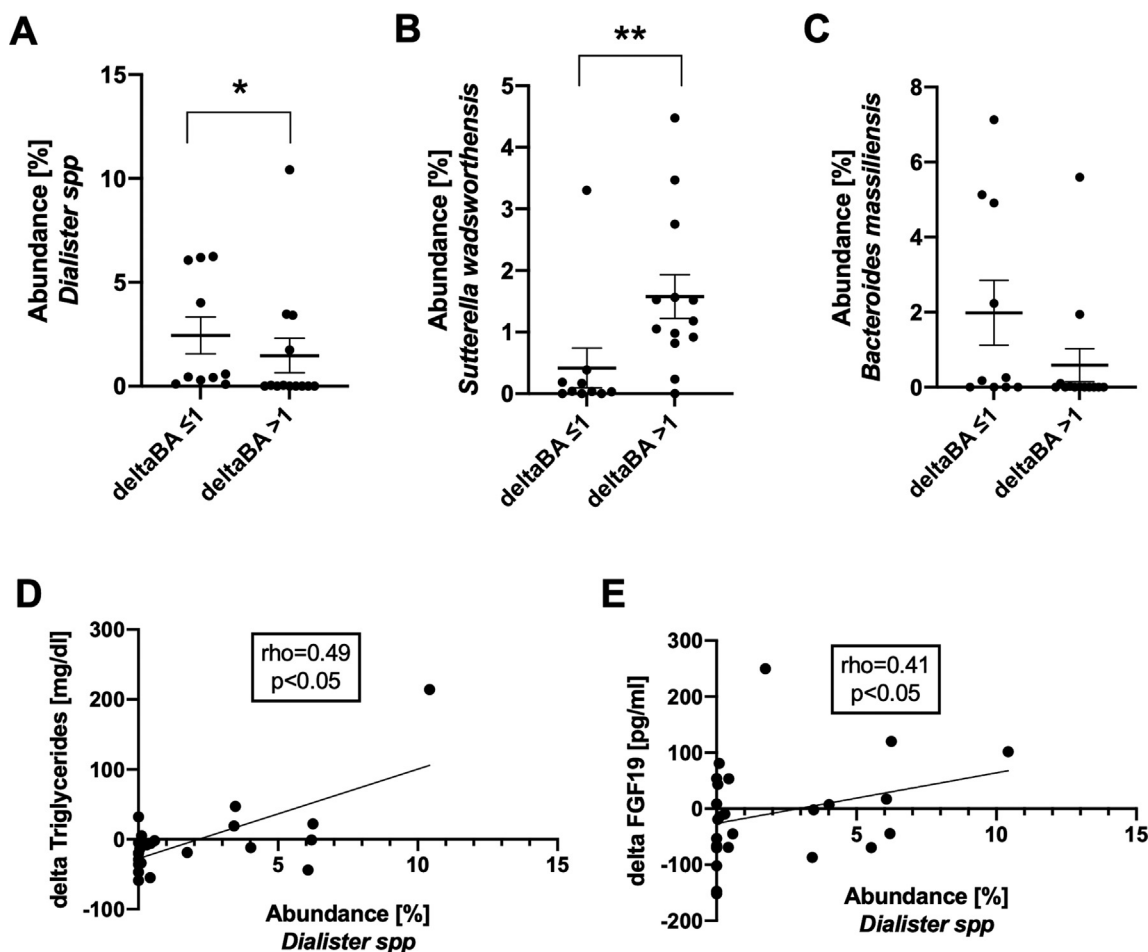 A
Abundance [%]
Dialister spp
15
10
5
0
*
deltaBA ≤1
deltaBA >1
B
Abundance [%]
Sutterella wadsworthensis
5
4
3
2
1
0
**
deltaBA ≤1
deltaBA >1
C
Abundance [%]
Bacteroides massiliensis
8
6
4
2
0
deltaBA ≤1
deltaBA >1
D
delta Triglycerides [mg/dl]
300
200
100
0
-100
rho=0.49
p<0.05
5
10
15
Abundance [%]
Dialister spp
E
delta FGF19 [pg/ml]
300
200
100
0
-100
-200
rho=0.41
p<0.05
5
10
15
Abundance [%]
Dialister spp